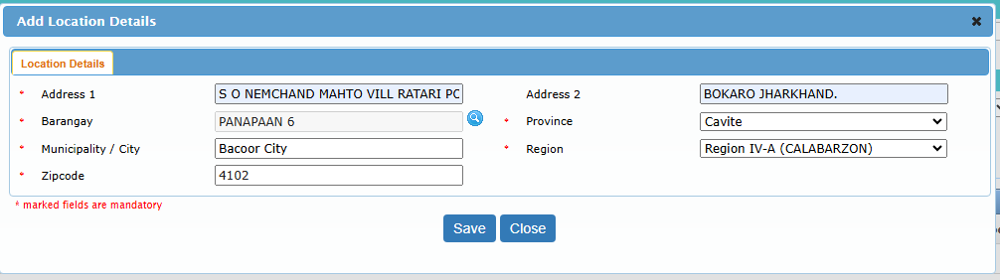 Add Location Details
Location Details
* Address 1 S O NEMCHAND MAHTO VILL RATARI PO Address 2 BOKARO JHARKHAND.
* Barangay PANAPAAN 6 * Province Cavite
* Municipality / City Bacoor City * Region Region IV-A (CALABARZON)
* Zipcode 4102
* marked fields are mandatory
Save Close